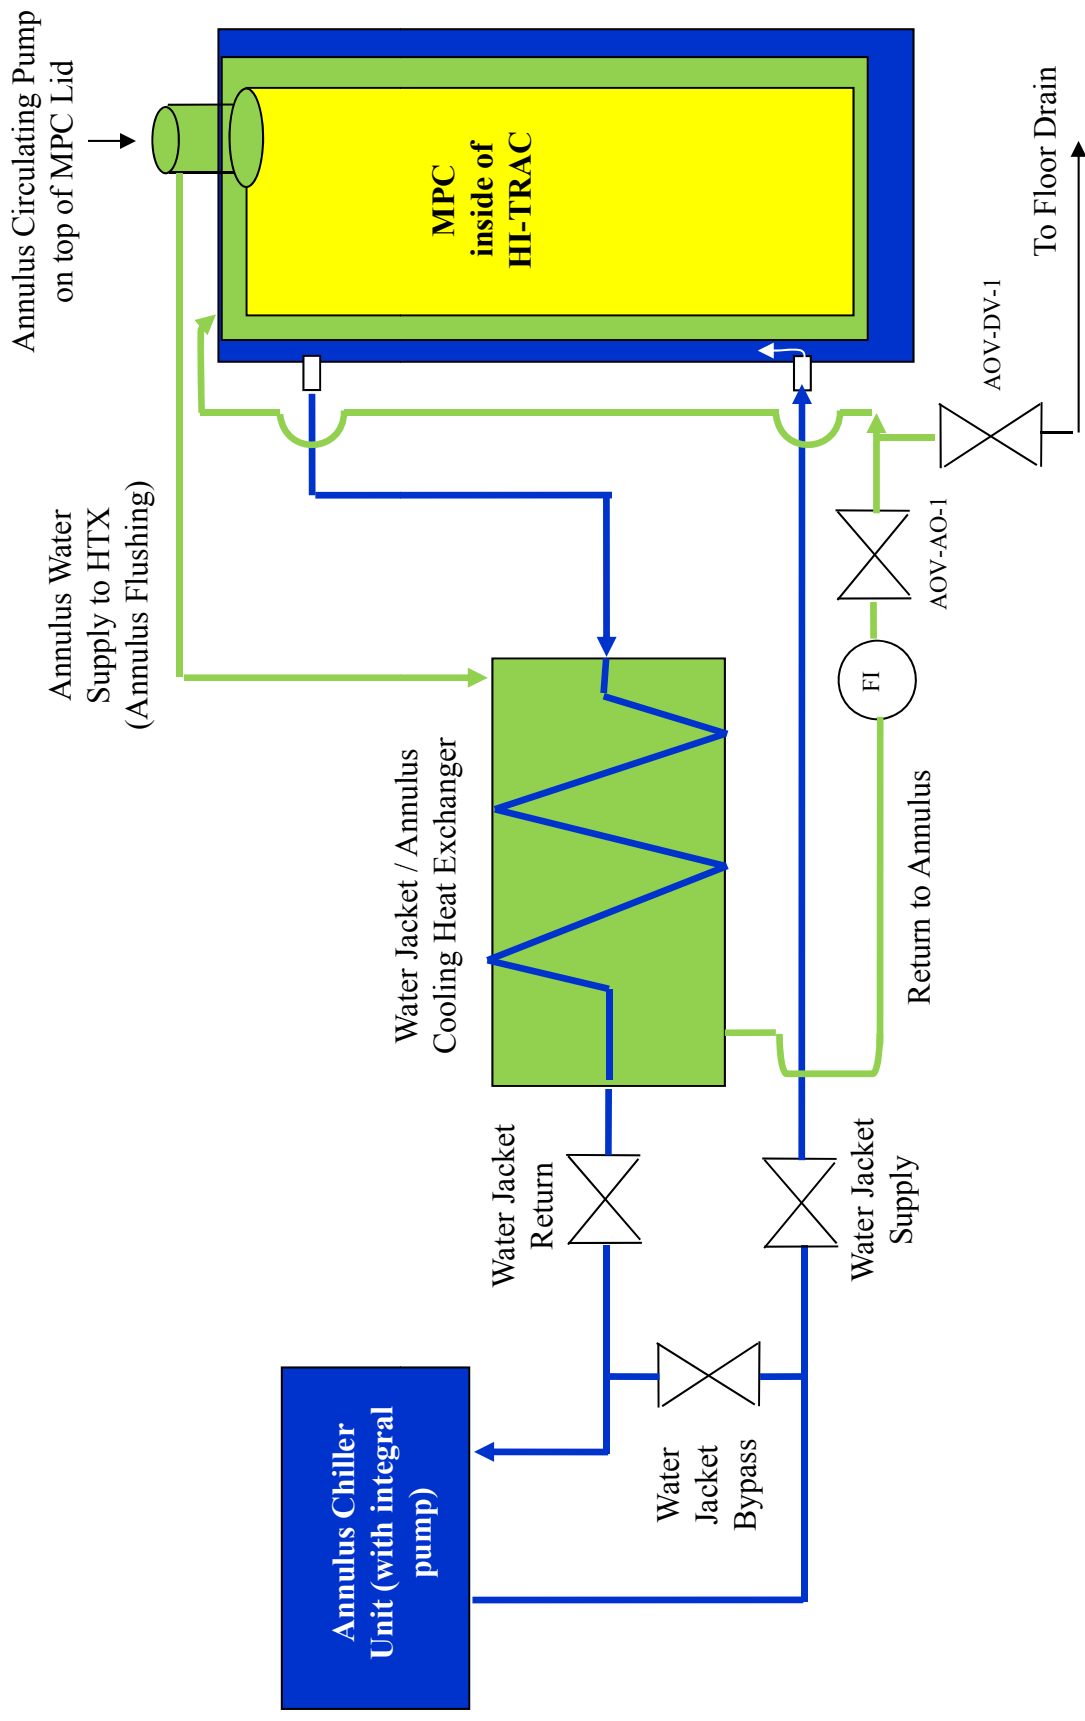 Annulus Chiller
Unit (with integral
pump)
Water
Jacket
Bypass
Water Jacket
Return
Water Jacket
Supply
Water Jacket / Annulus
Cooling Heat Exchanger
Return to Annulus
Annulus Water
Supply to HTX
(Annulus Flushing)
FI
AOV-AO-1
AOV-DV-1
Annulus Circulating Pump
on top of MPC Lid
MPC
inside of
HI-TRAC
To Floor Drain